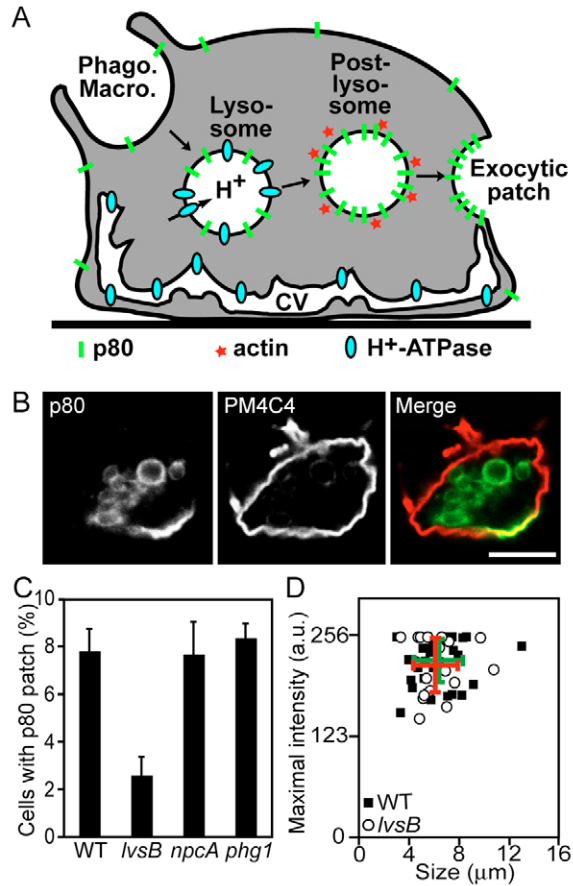 A
Phago.
Macro.
Lyso-
some
H+
Post-
lyso-
some
Exocytic
patch
CV
p80 actin H+-ATPase
B
p80 PM4C4 Merge
C
Cells with p80 patch (%)
10
8
6
4
2
0
WT lvsB npcA phg1
D
Maximal intensity (a.u.)
256
123
0
WT
lvsB
0 4 8 12 16
Size (μm)